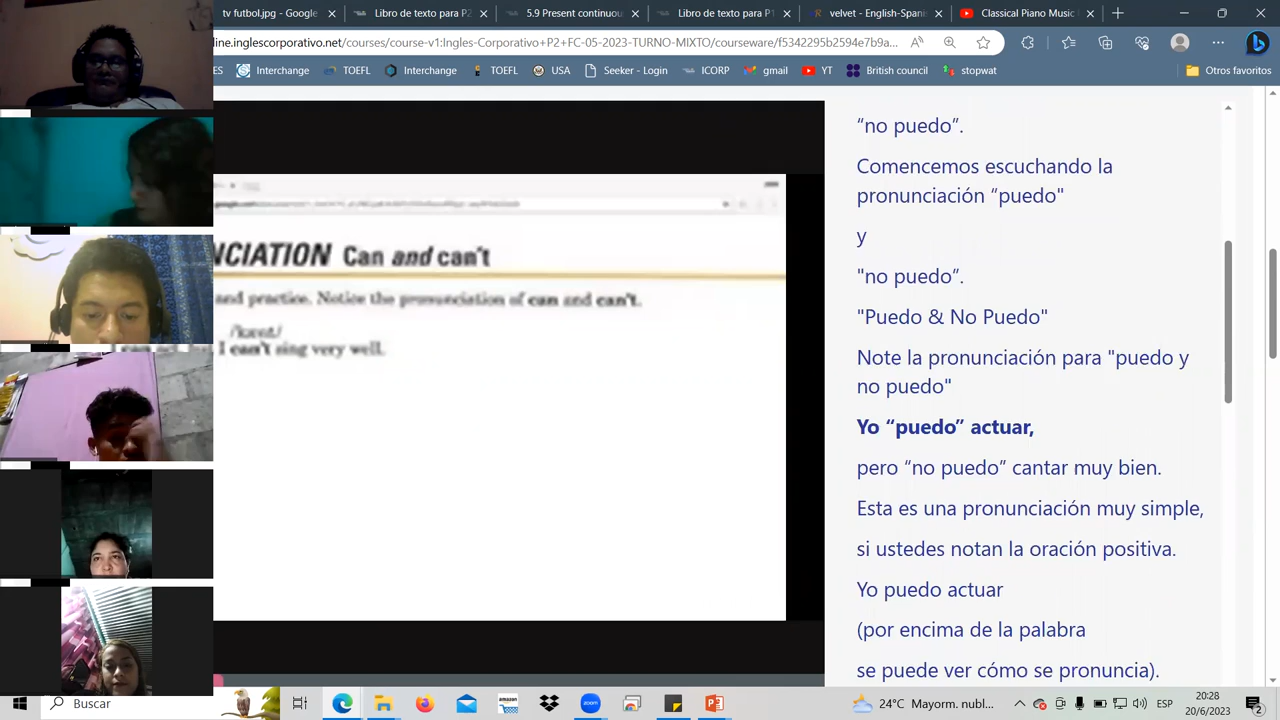 tv futbol.jpg - Google
Libro de texto para P2
5.9 Present continuou
Libro de texto para P1
velvet - English-Spanis
Classical Piano Music
line.inglescorporativo.net/courses/course-v1:Ingles-Corporativo+P2+FC-05-2023-TURNO-MIXTO/courseware/f5342295b2594e7b9a...
ES Interchange TOEFL Interchange TOEFL USA Seeker - Login ICORP gmail YT British council stopvat Otros favoritos
NCIATION Can and can't
and practice. Notice the pronunciation of can and can't.
/kænt/
I can't sing very well.
“no puedo”.
Comencemos escuchando la
pronunciación “puedo"
y
"no puedo”.
"Puedo & No Puedo"
Note la pronunciación para "puedo y
no puedo"
Yo “puedo” actuar,
pero “no puedo” cantar muy bien.
Esta es una pronunciación muy simple,
si ustedes notan la oración positiva.
Yo puedo actuar
(por encima de la palabra
se puede ver cómo se pronuncia).
Buscar
amazon
zoom
24°C Mayorm. nubl...
ESP
20:28
20/6/2023
2